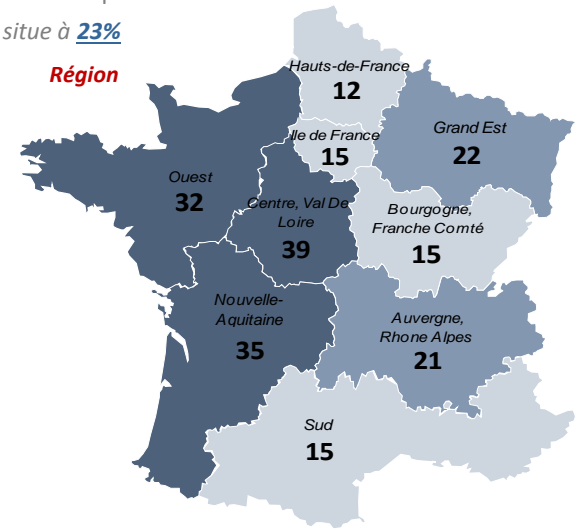 situe à 23%
Région
Hauts-de-France
12
Ile de France
15
Grand Est
22
Ouest
32
Centre, Val De
Loire
39
Bourgogne,
Franche Comté
15
Nouvelle-
Aquitaine
35
Auvergne,
Rhone Alpes
21
Sud
15